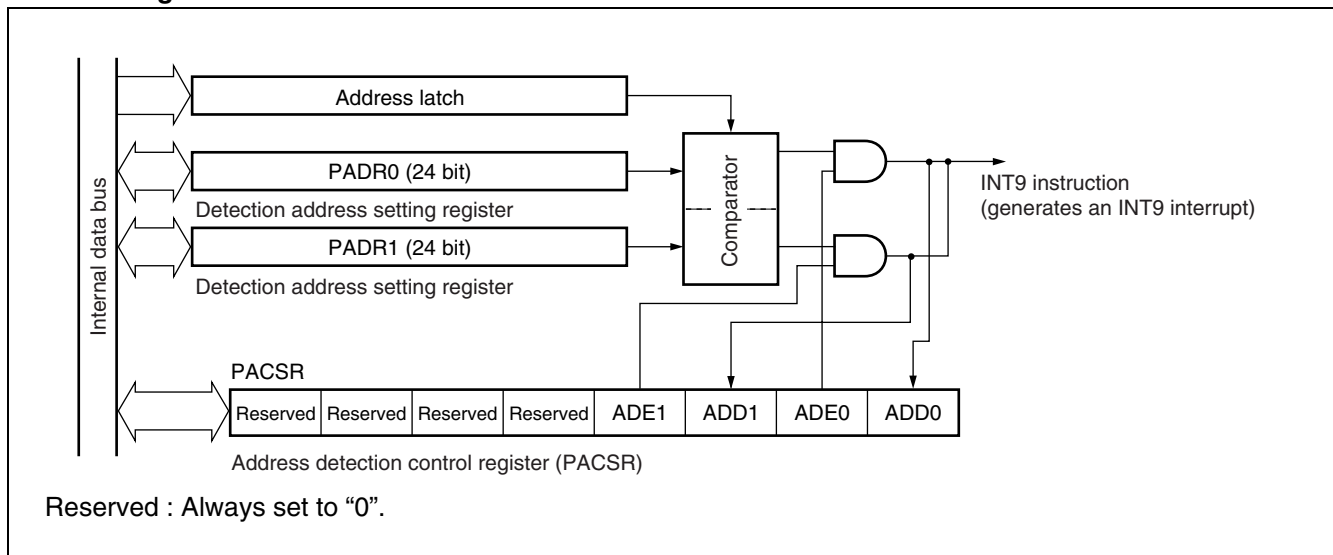 Address latch
PADR0 (24 bit)
Detection address setting register
PADR1 (24 bit)
Detection address setting register
Internal data bus
Comparator
INT9 instruction
(generates an INT9 interrupt)
PACSR
Reserved Reserved Reserved Reserved ADE1 ADD1 ADE0 ADD0
Address detection control register (PACSR)
Reserved : Always set to “0”.